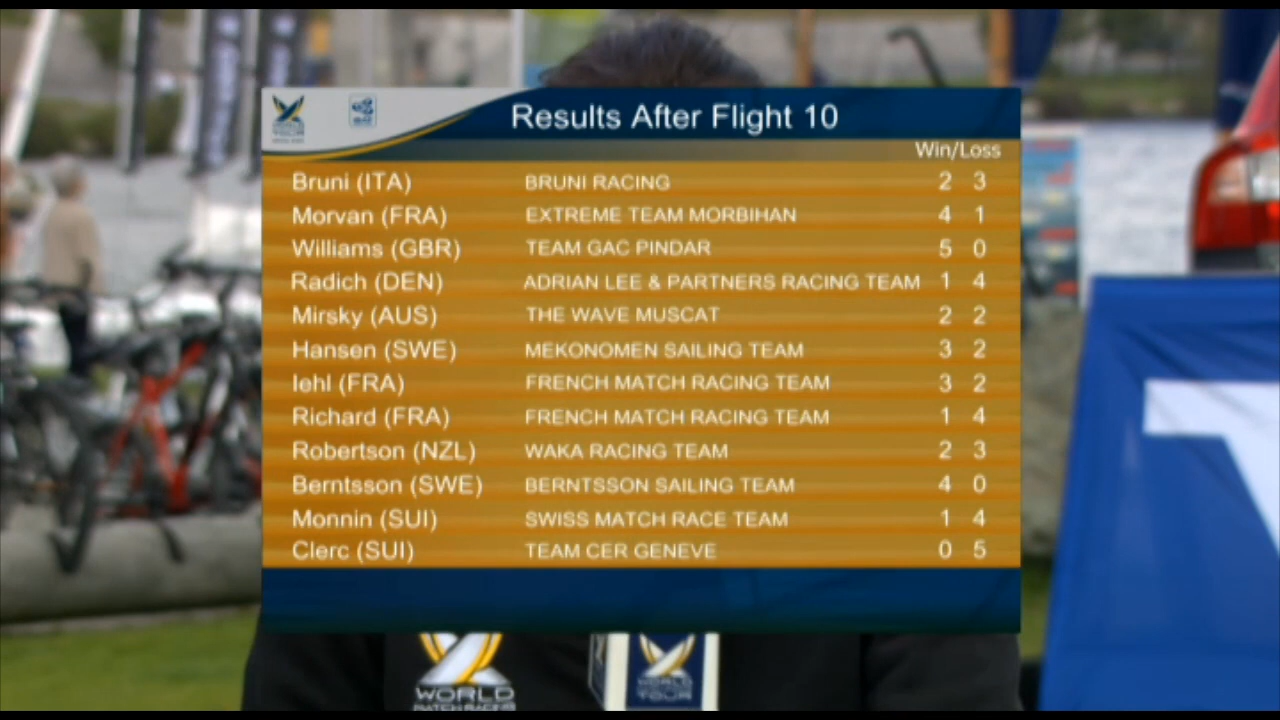 Results After Flight 10
Win/Loss
Bruni (ITA) BRUNI RACING 2 3
Morvan (FRA) EXTREME TEAM MORBIHAN 4 1
Williams (GBR) TEAM GAC PINDAR 5 0
Radich (DEN) ADRIAN LEE & PARTNERS RACING TEAM 1 4
Mirsky (AUS) THE WAVE MUSCAT 2 2
Hansen (SWE) MEKONOMEN SAILING TEAM 3 2
Iehl (FRA) FRENCH MATCH RACING TEAM 3 2
Richard (FRA) FRENCH MATCH RACING TEAM 1 4
Robertson (NZL) WAKA RACING TEAM 2 3
Berntsson (SWE) BERNTSSON SAILING TEAM 4 0
Monnin (SUI) SWISS MATCH RACE TEAM 1 4
Clerc (SUI) TEAM CER GENEVE 0 5
WORLD
MATCH RACING
TOUR